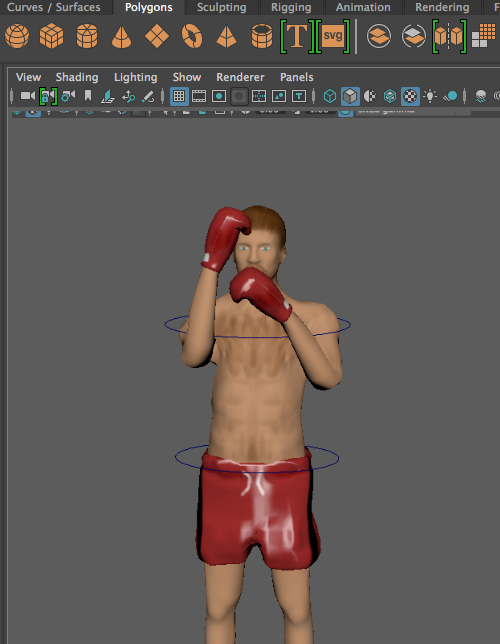 Curves / Surfaces Polygons Sculpting Rigging Animation Rendering F
T svg
View Shading Lighting Show Renderer Panels